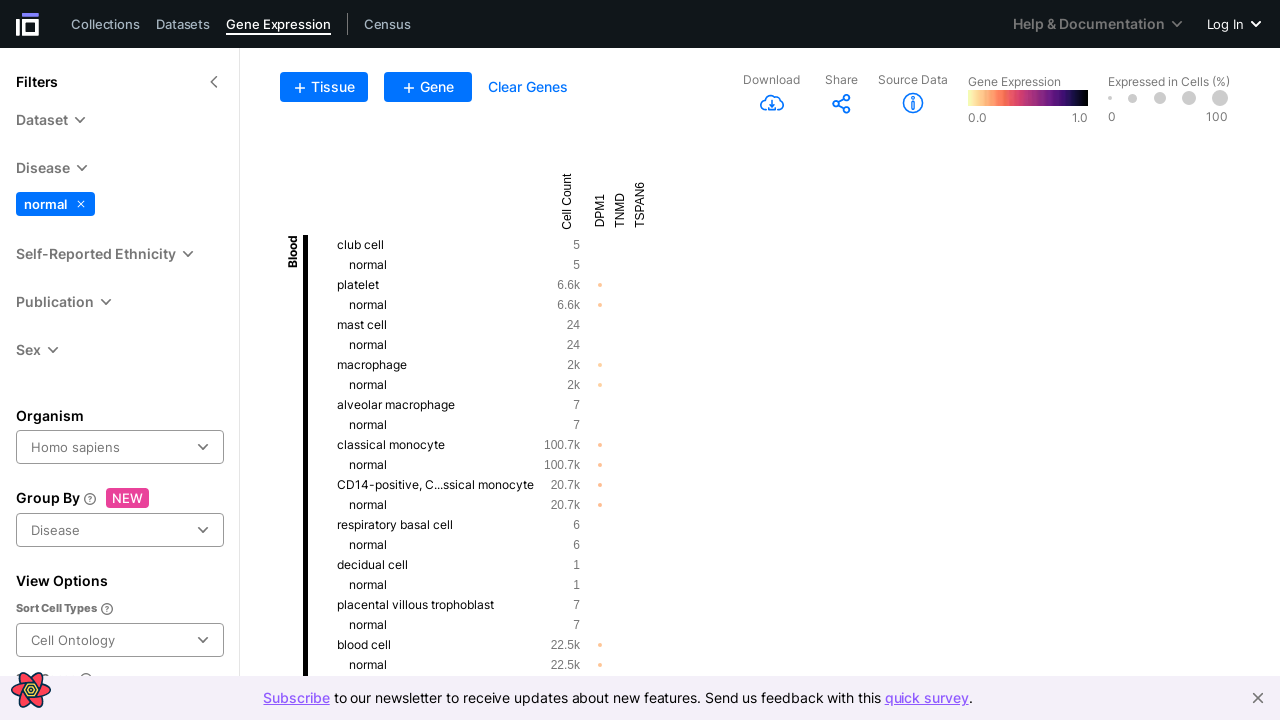 Collections Datasets Gene Expression Census Help & Documentation Log In
Filters
Dataset
Disease
normal
Self-Reported Ethnicity
Publication
Sex
Organism
Homo sapiens
Group By NEW
Disease
View Options
Sort Cell Types
Cell Ontology
+ Tissue + Gene Clear Genes
Download Share Source Data
Gene Expression
0.0 1.0
Expressed in Cells (%)
0 100
Cell Count DPM1 TNMD TSPAN6
Blood
club cell 5
normal 5
platelet 6.6k
normal 6.6k
mast cell 24
normal 24
macrophage 2k
normal 2k
alveolar macrophage 7
normal 7
classical monocyte 100.7k
normal 100.7k
CD14-positive, C...ssical monocyte 20.7k
normal 20.7k
respiratory basal cell 6
normal 6
decidual cell 1
normal 1
placental villous trophoblast 7
normal 7
blood cell 22.5k
normal 22.5k
Subscribe to our newsletter to receive updates about new features. Send us feedback with this quick survey.